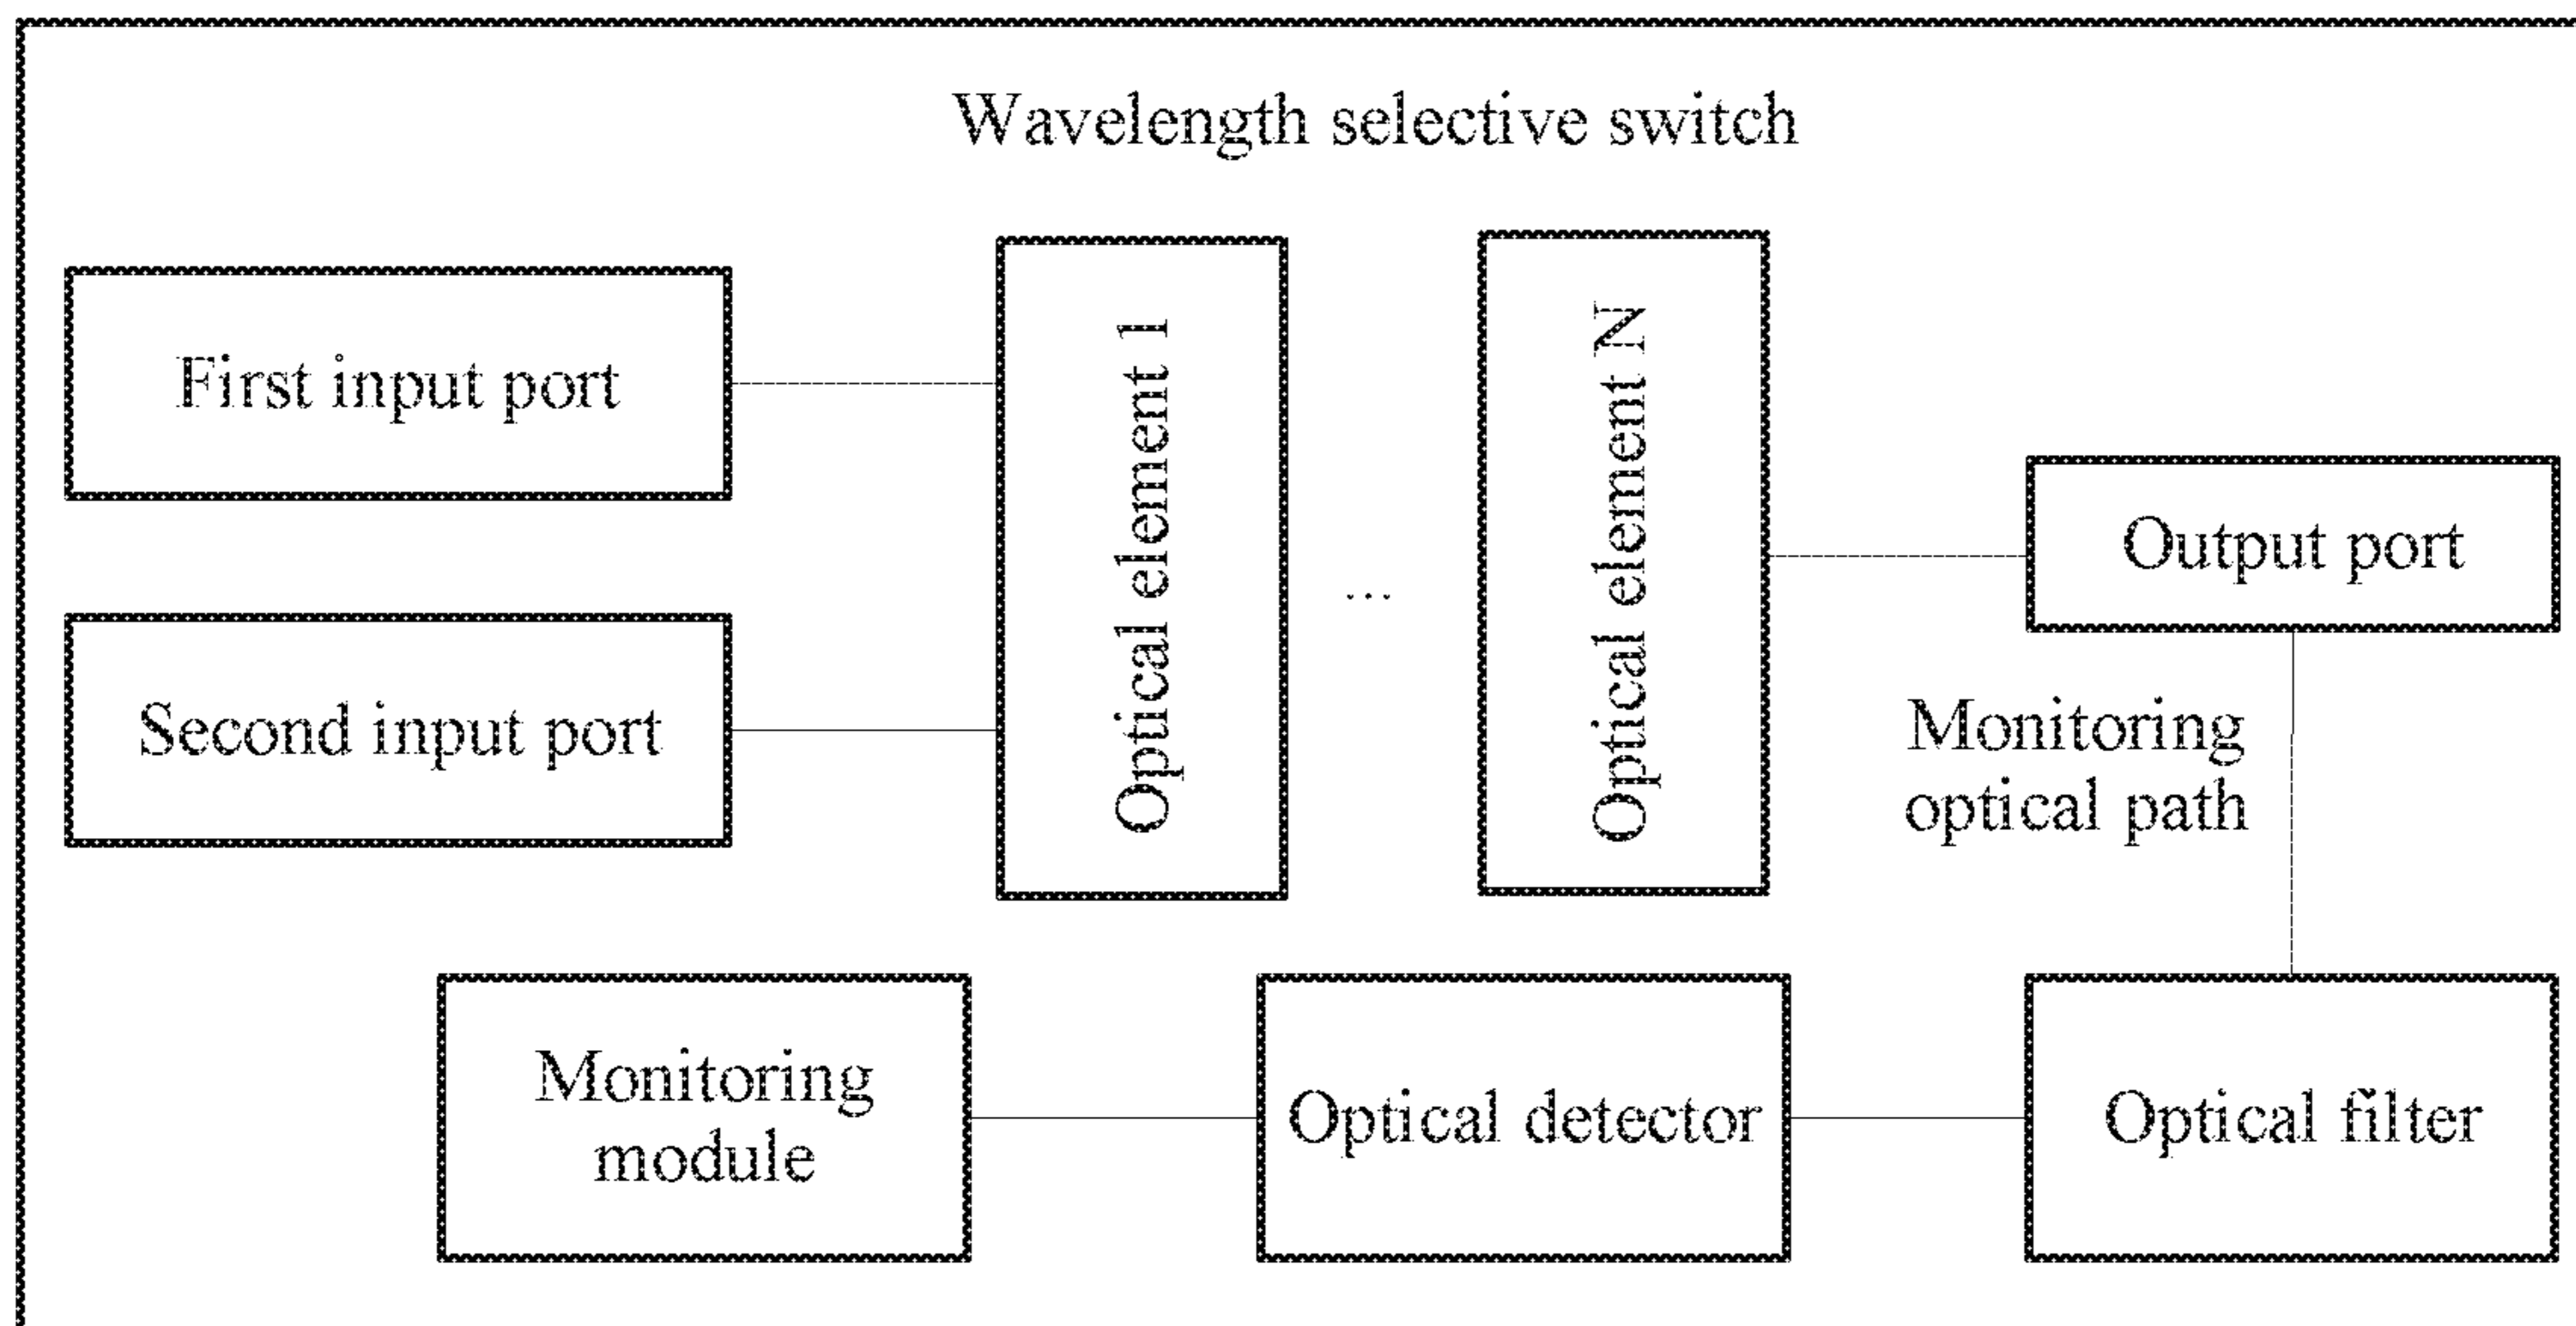 Wavelength selective switch
First input port
Second input port
Optical element 1
...
Optical element N
Output port
Monitoring
optical path
Monitoring
module
Optical detector
Optical filter